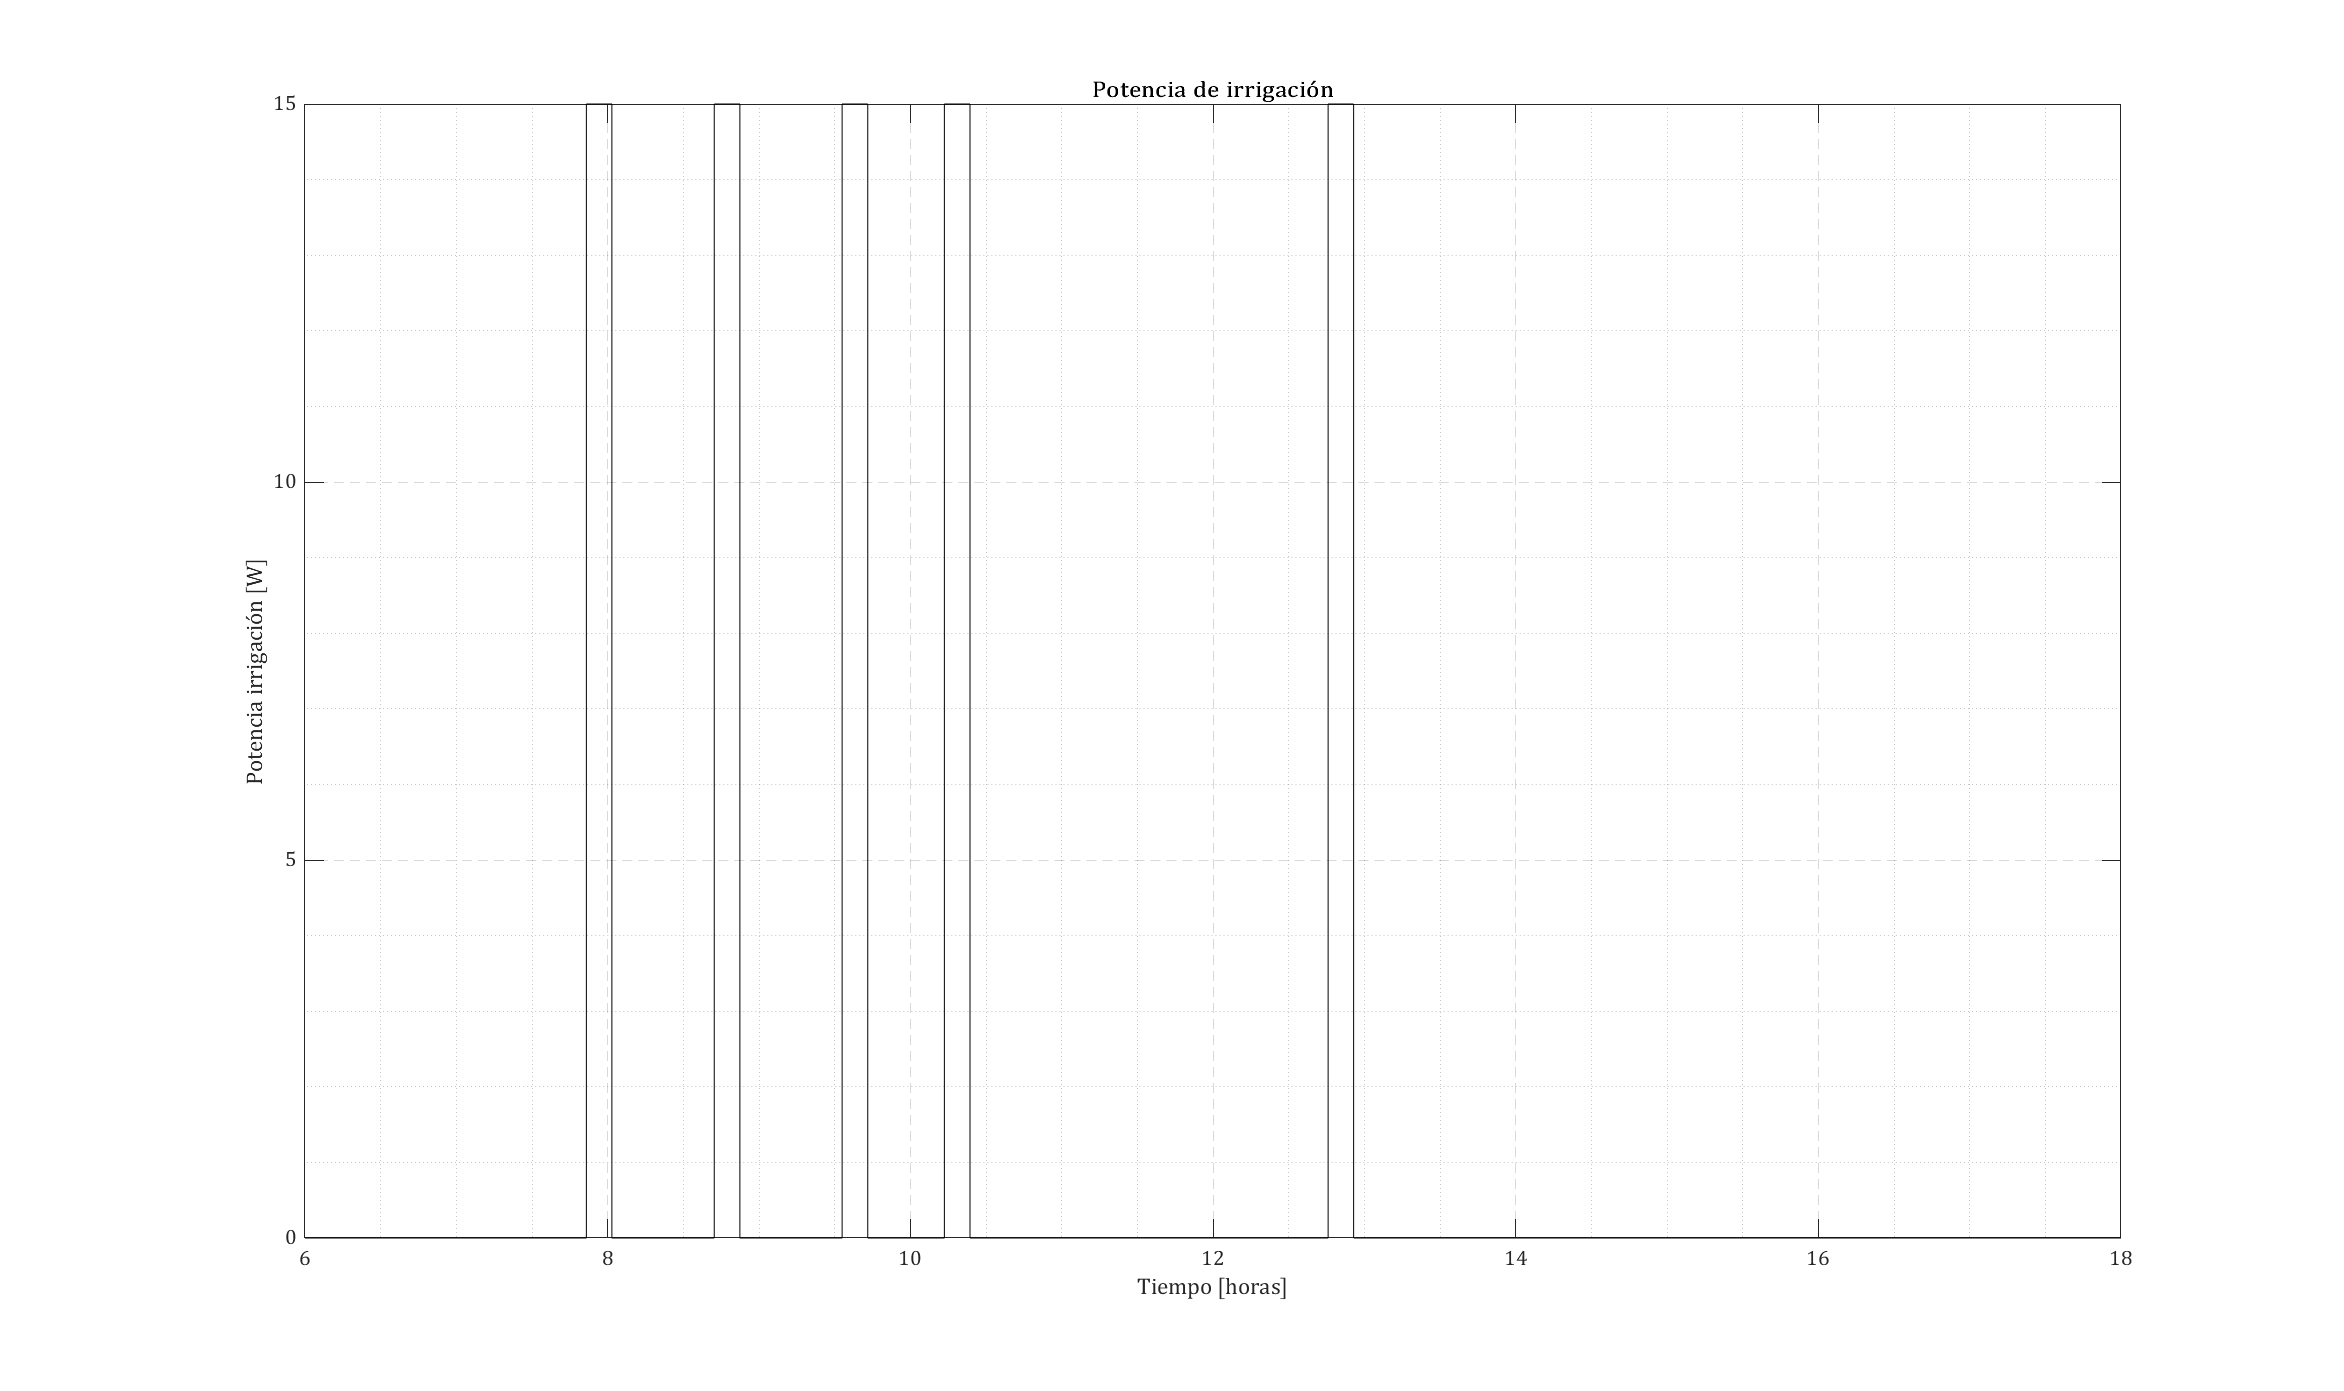 Potencia de irrigación
15
10
5
0
Potencia irrigación [W]
6 8 10 12 14 16 18
Tiempo [horas]